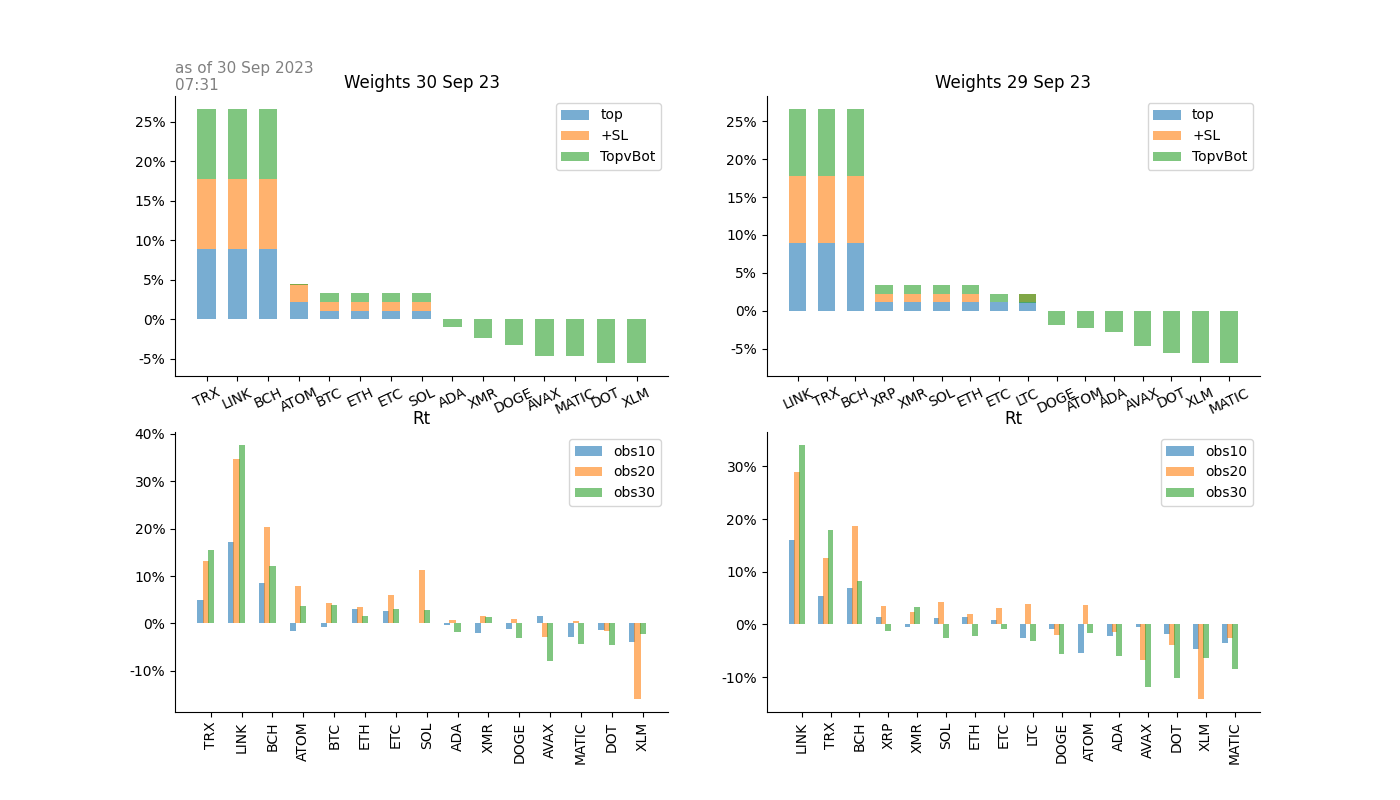 as of 30 Sep 2023
07:31
Weights 30 Sep 23
25%
20%
15%
10%
5%
0%
-5%
top
+SL
TopvBot
TRX LINK BCH ATOM BTC ETH ETC SOL ADA XMR DOGE AVAX MATIC DOT XLM
Weights 29 Sep 23
25%
20%
15%
10%
5%
0%
-5%
top
+SL
TopvBot
LINK TRX BCH XRP XMR SOL ETH ETC LTC DOGE ATOM ADA AVAX DOT XLM MATIC
Rt
40%
30%
20%
10%
0%
-10%
obs10
obs20
obs30
TRX LINK BCH ATOM BTC ETH ETC SOL ADA XMR DOGE AVAX MATIC DOT XLM
Rt
30%
20%
10%
0%
-10%
obs10
obs20
obs30
LINK TRX BCH XRP XMR SOL ETH ETC LTC DOGE ATOM ADA AVAX DOT XLM MATIC